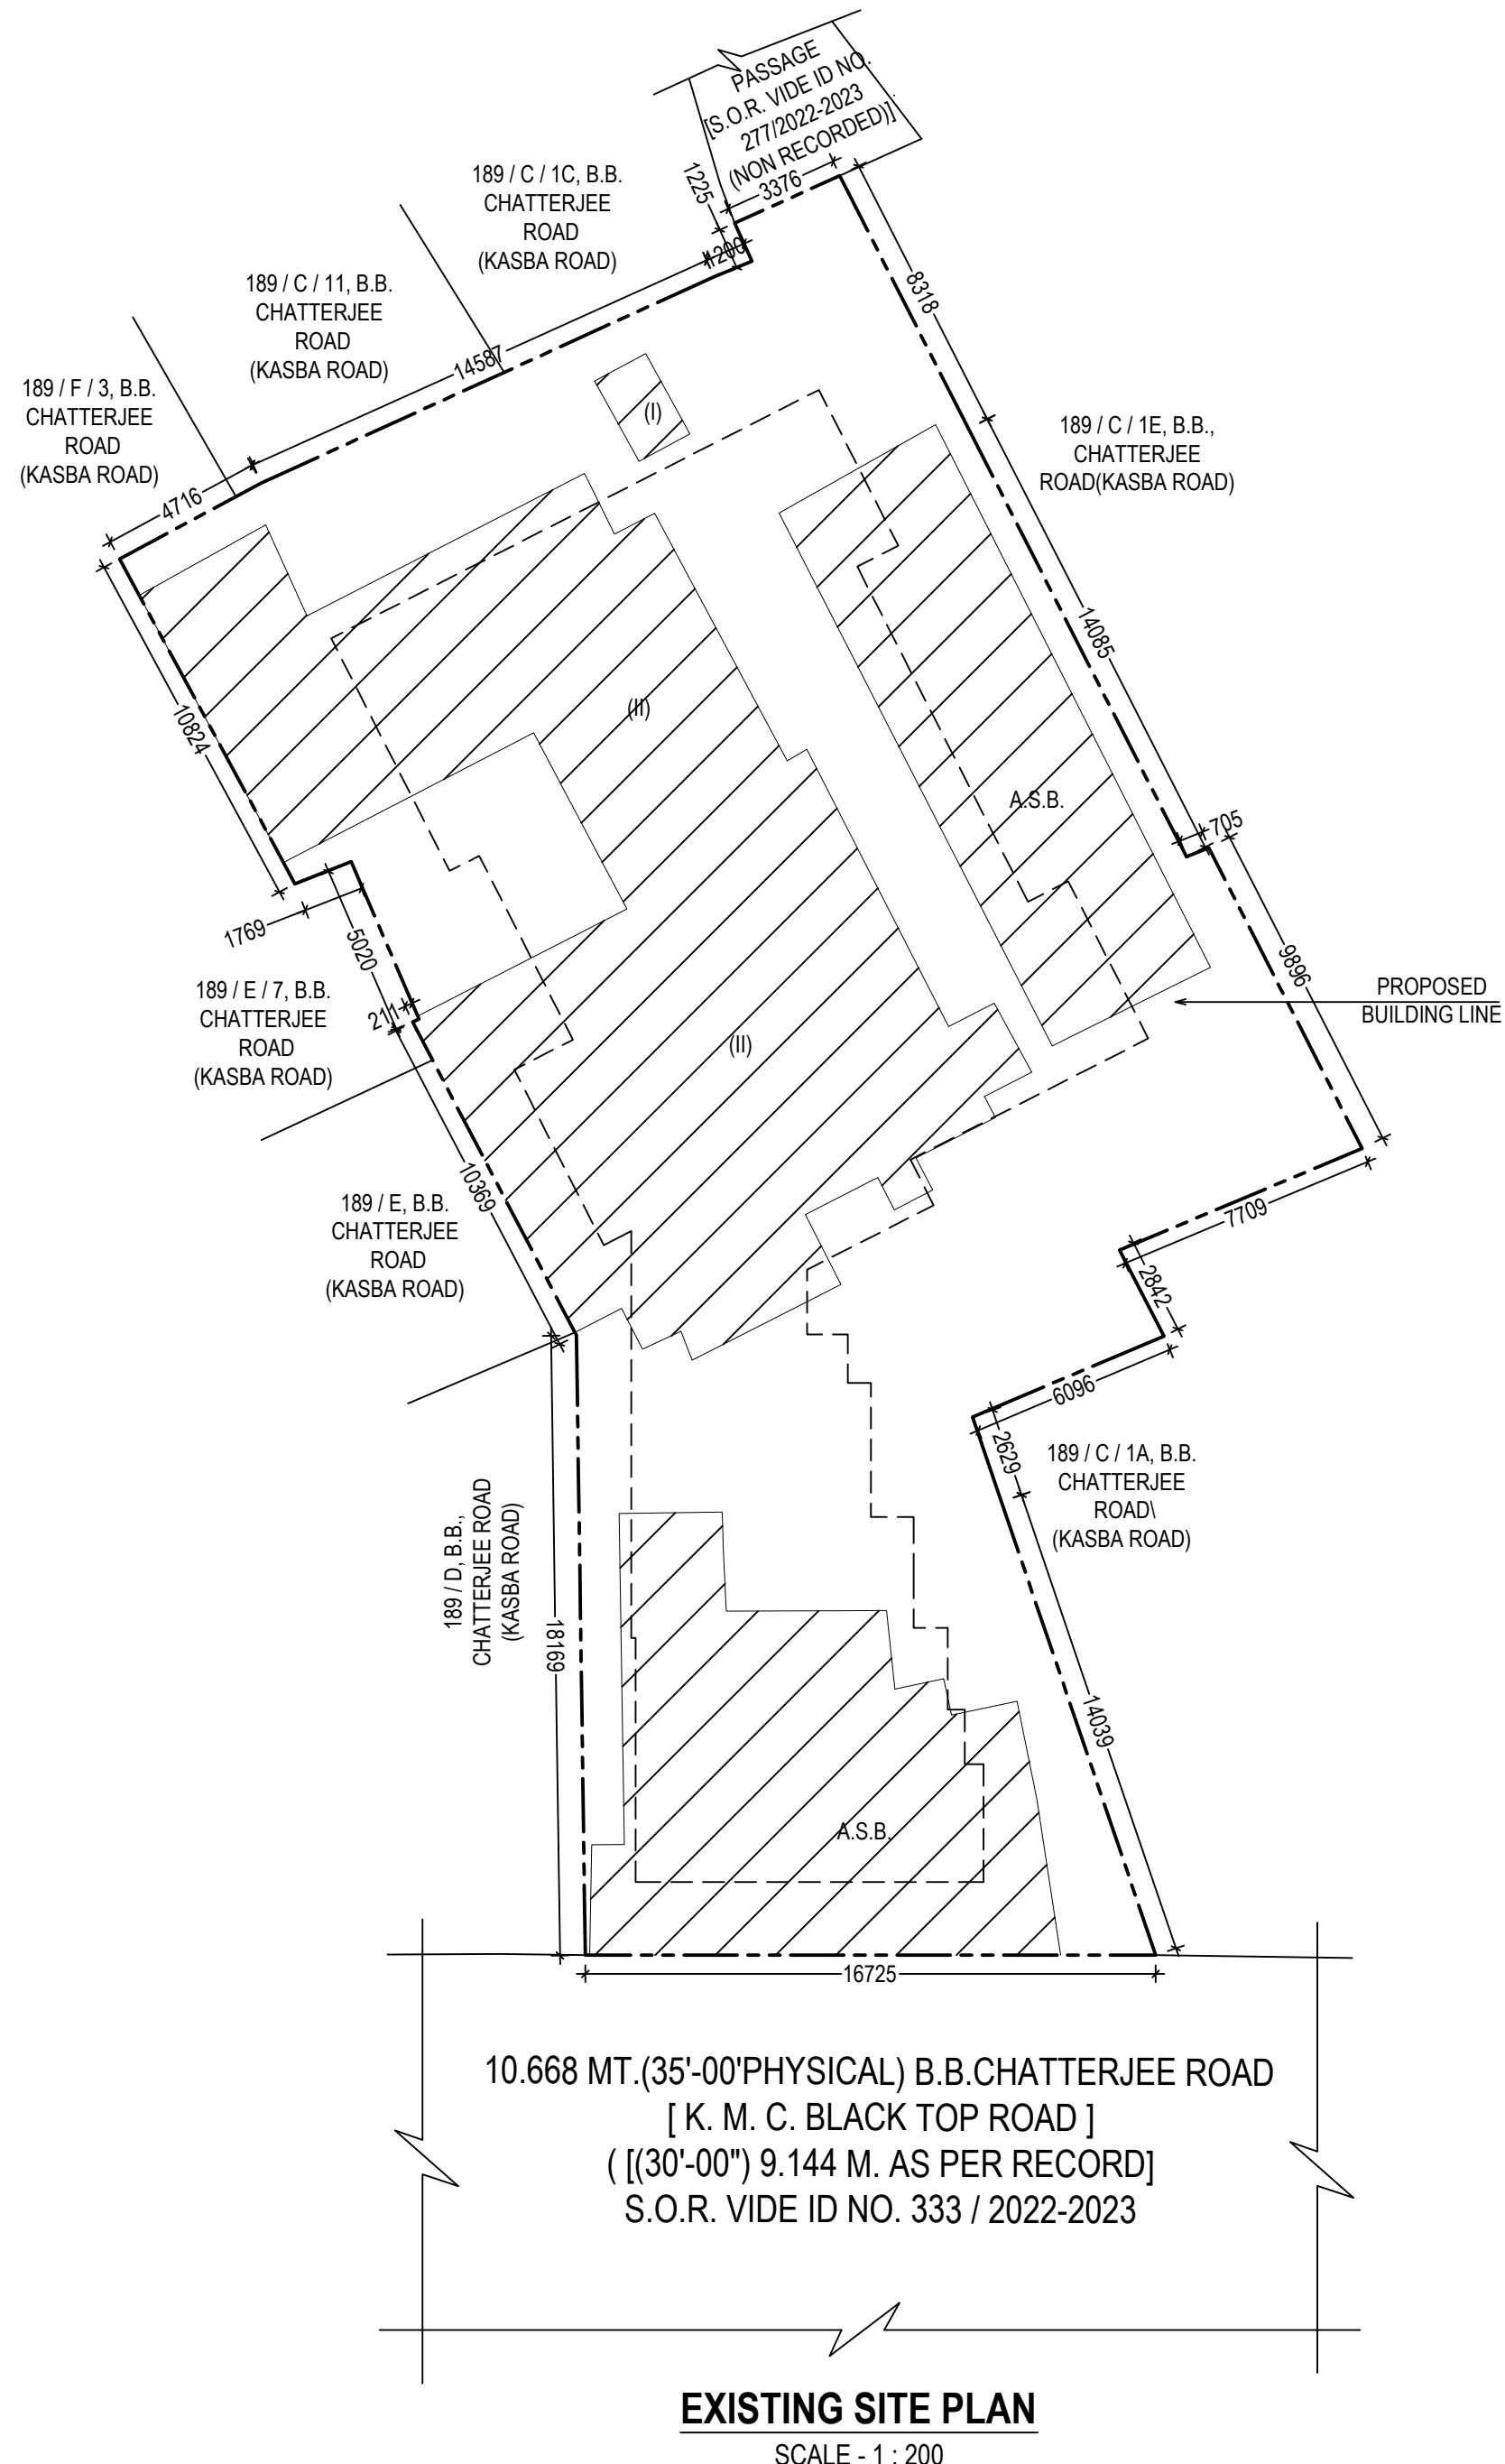 PASSAGE
[S.O.R. VIDE ID NO.
277/2022-2023
(NON RECORDED)]
3376
1225
1200
189 / C / 1C, B.B.
CHATTERJEE
ROAD
(KASBA ROAD)
189 / C / 11, B.B.
CHATTERJEE
ROAD
(KASBA ROAD)
14587
8318
189 / F / 3, B.B.
CHATTERJEE
ROAD
(KASBA ROAD)
4716
(I)
189 / C / 1E, B.B.,
CHATTERJEE
ROAD(KASBA ROAD)
14085
10824
(II)
A.S.B.
705
1769
5020
9896
189 / E / 7, B.B.
CHATTERJEE
ROAD
(KASBA ROAD)
211
PROPOSED
BUILDING LINE
(II)
10369
189 / E, B.B.
CHATTERJEE
ROAD
(KASBA ROAD)
7709
2842
6096
2629
189 / C / 1A, B.B.
CHATTERJEE
ROAD\
(KASBA ROAD)
189 / D, B.B.,
CHATTERJEE ROAD
(KASBA ROAD)
18169
14039
A.S.B.
16725
10.668 MT.(35'-00'PHYSICAL) B.B.CHATTERJEE ROAD
[ K. M. C. BLACK TOP ROAD ]
( [(30'-00") 9.144 M. AS PER RECORD]
S.O.R. VIDE ID NO. 333 / 2022-2023
EXISTING SITE PLAN
SCALE - 1 : 200